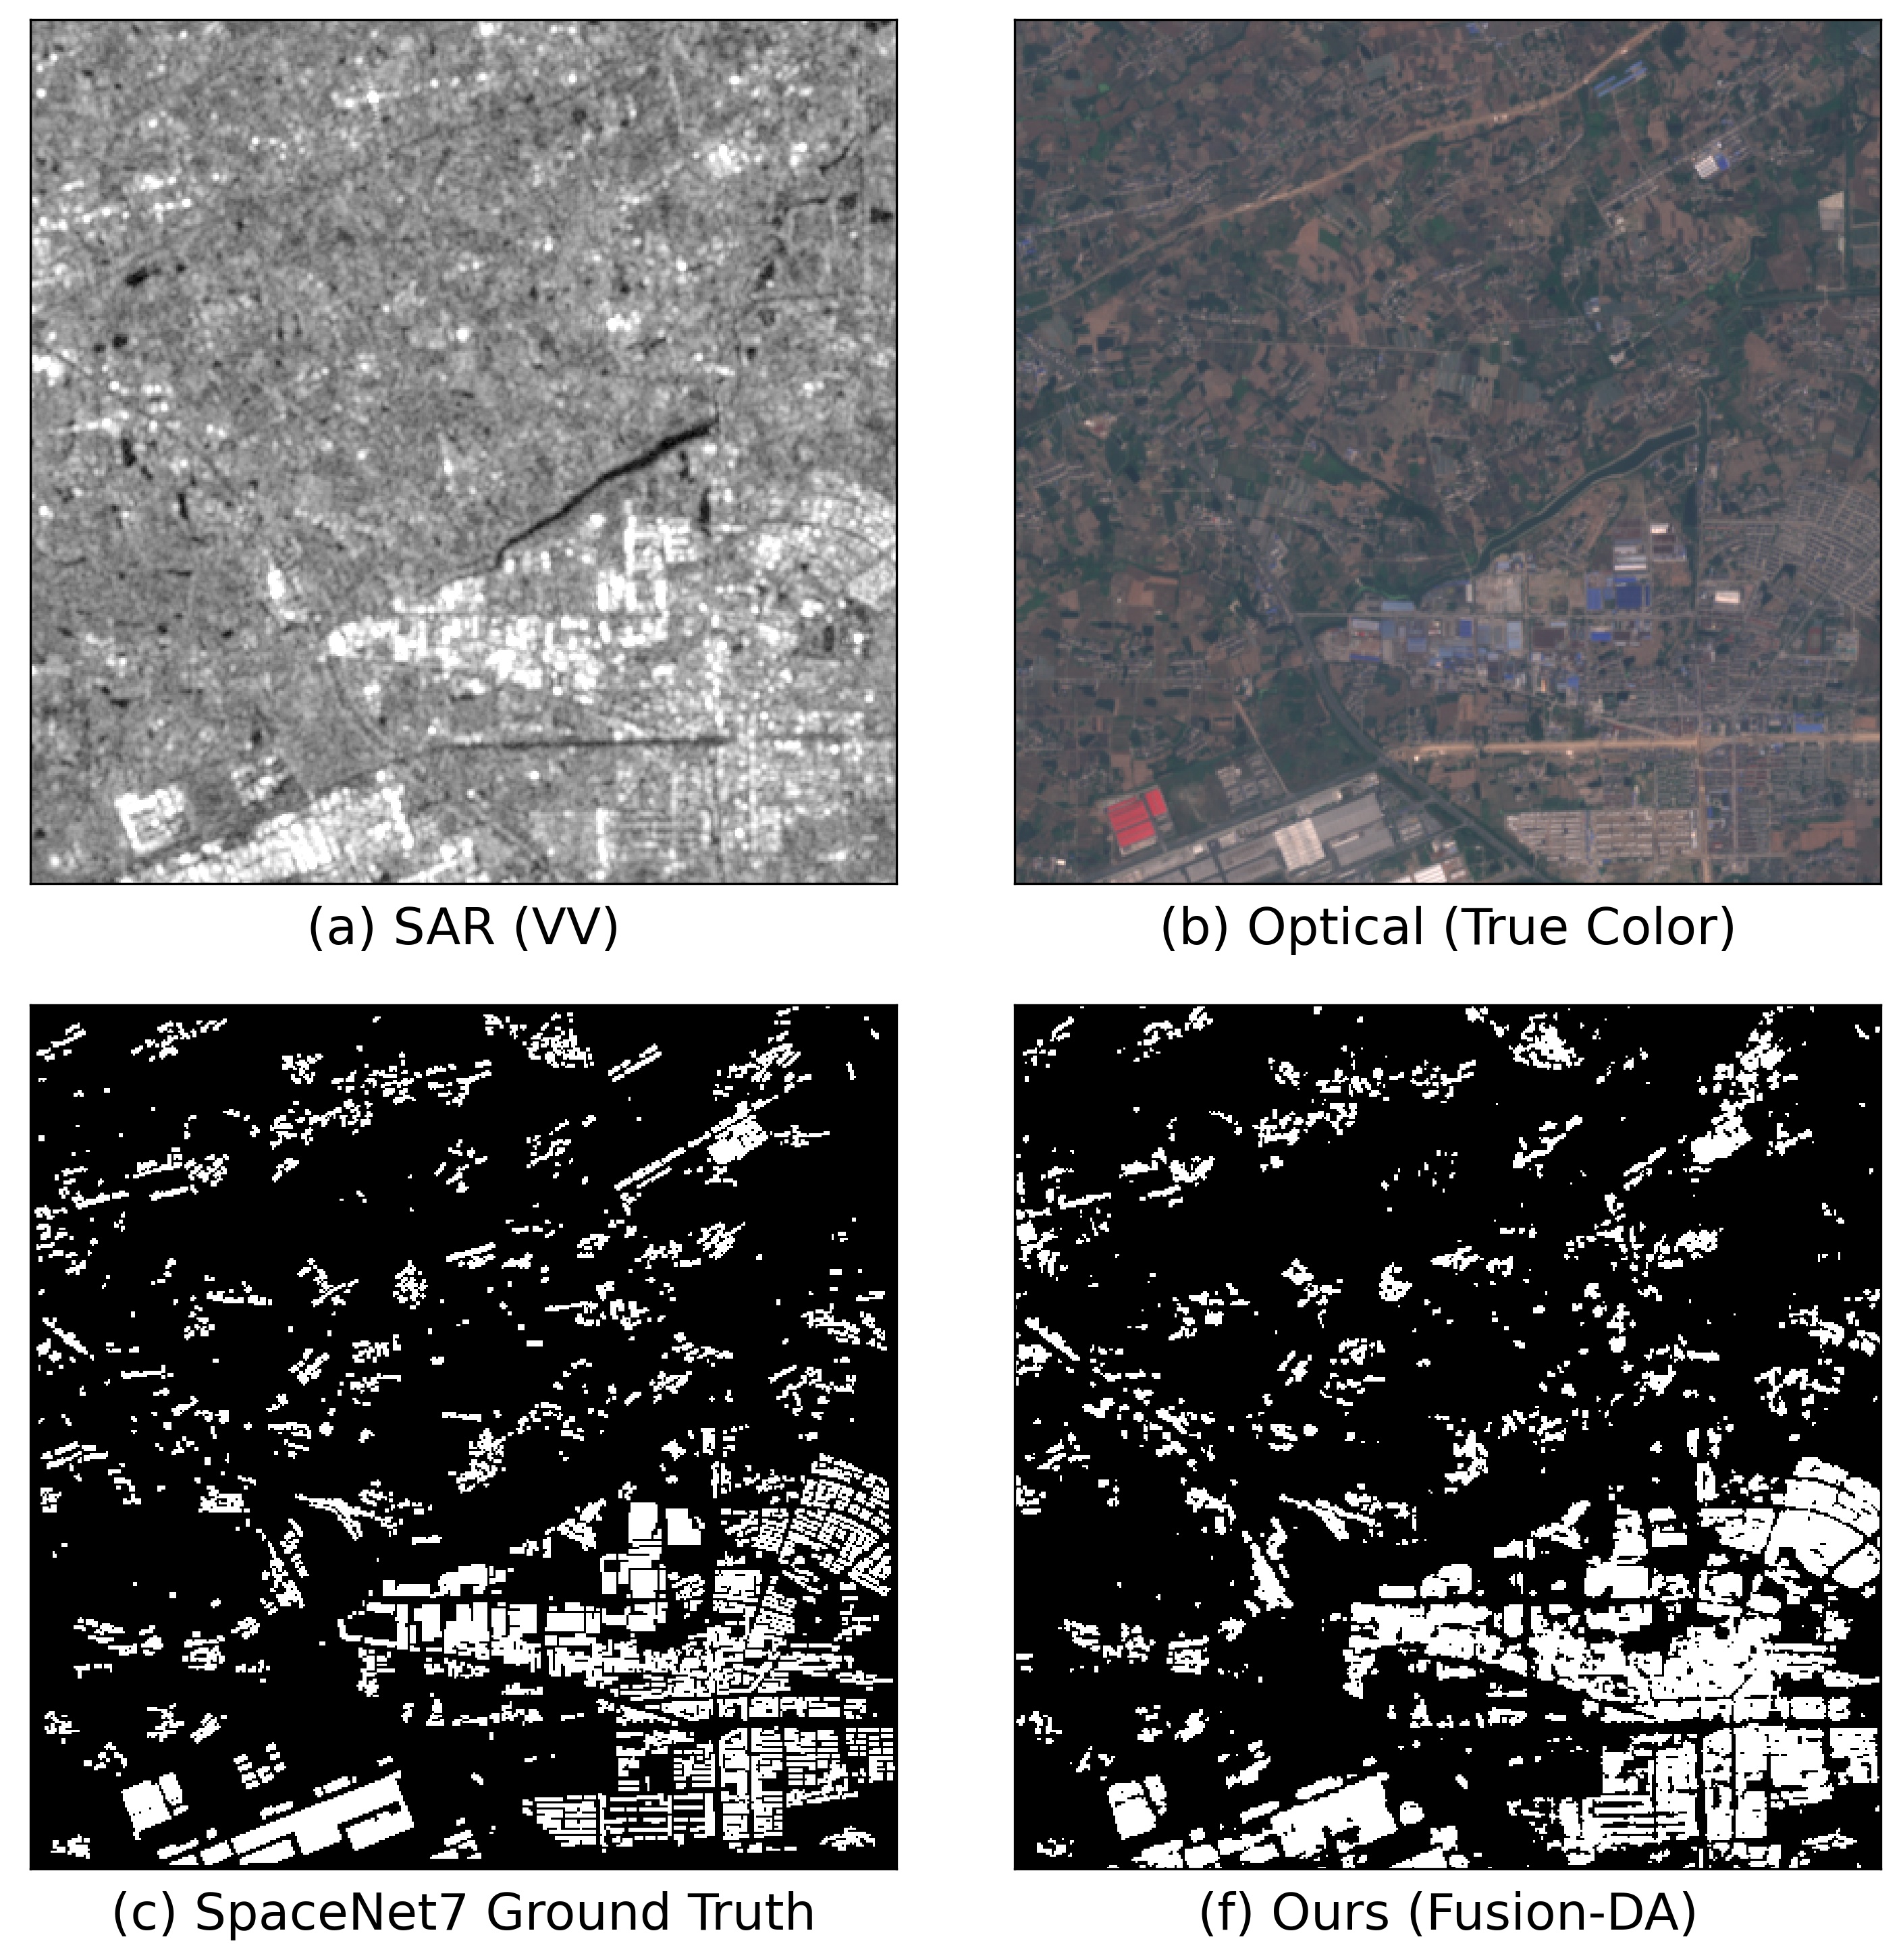 (a) SAR (VV)
(b) Optical (True Color)
(c) SpaceNet7 Ground Truth
(f) Ours (Fusion-DA)